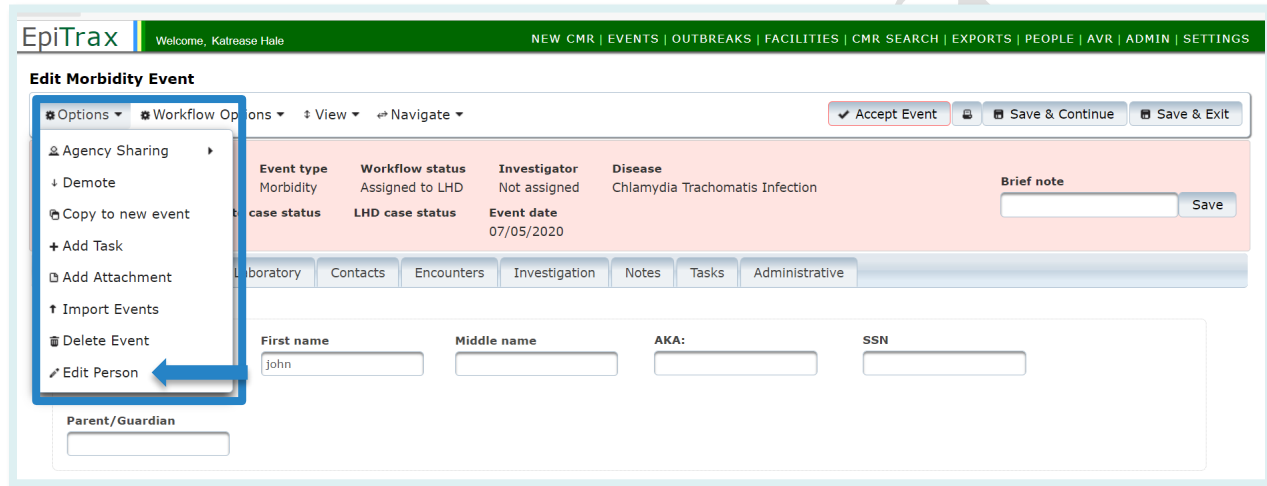 EpiTrax Welcome, Katrease Hale NEW CMR | EVENTS | OUTBREAKS | FACILITIES | CMR SEARCH | EXPORTS | PEOPLE | AVR | ADMIN | SETTINGS
Edit Morbidity Event
Options Workflow Options View Navigate Accept Event Save & Continue Save & Exit
Agency Sharing
Demote
Copy to new event
Add Task
Add Attachment
Import Events
Delete Event
Edit Person
Event type Workflow status Investigator Disease
Morbidity Assigned to LHD Not assigned Chlamydia Trachomatis Infection
Brief note
Save
case status LHD case status Event date
07/05/2020
Laboratory Contacts Encounters Investigation Notes Tasks Administrative
First name Middle name AKA: SSN
john
Parent/Guardian